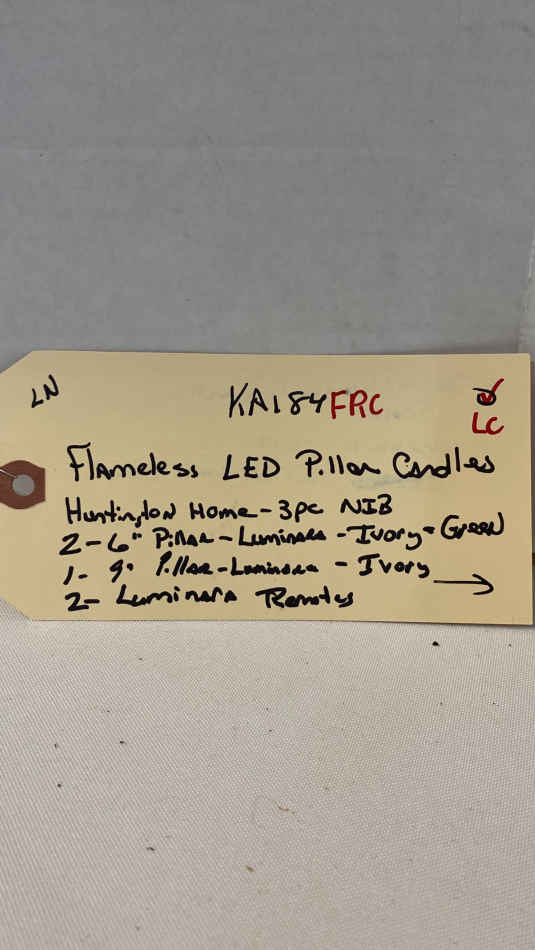 LN
KA184FRC
LC
Flameless LED Pillar Candles
Huntington Home - 3pc NIB
2 - 6" Pillar - Luminara - Ivory - Green
1 - 9" Pillar - Luminara - Ivory →
2 - Luminara Remotes